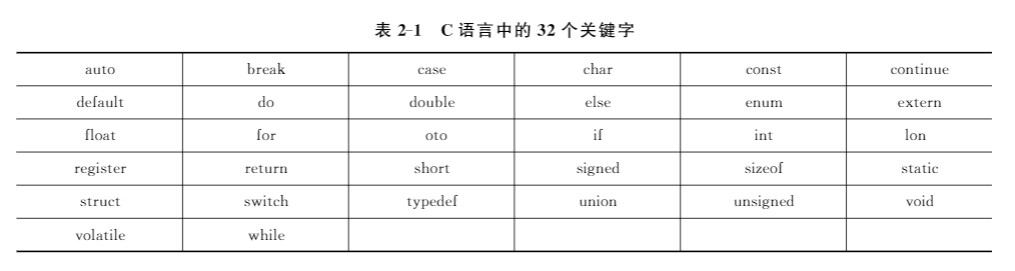 表 2-1 C 语言中的 32 个关键字
auto break case char const continue
default do double else enum extern
float for oto if int lon
register return short signed sizeof static
struct switch typedef union unsigned void
volatile while